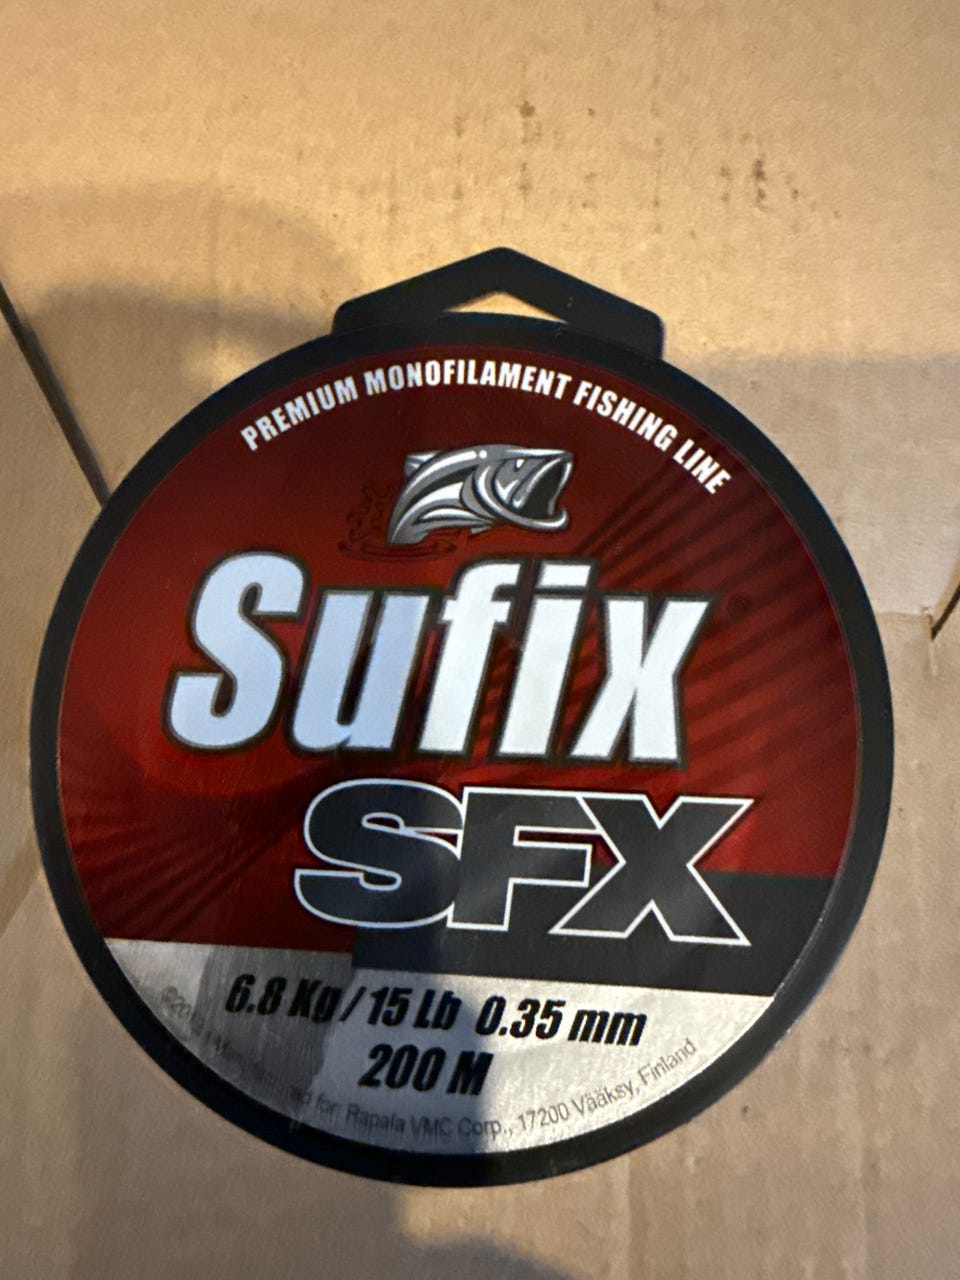 PREMIUM MONOFILAMENT FISHING LINE
Sufix
SFX
6.8 Kg / 15 Lb 0.35 mm
200 M
for: Rapala VMC Corp., 17200 Vääksy, Finland